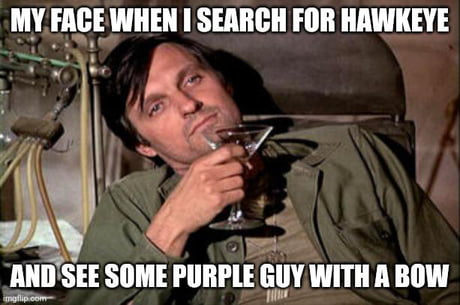 MY FACE WHEN I SEARCH FOR HAWKEYE
AND SEE SOME PURPLE GUY WITH A BOW
imgflip.com